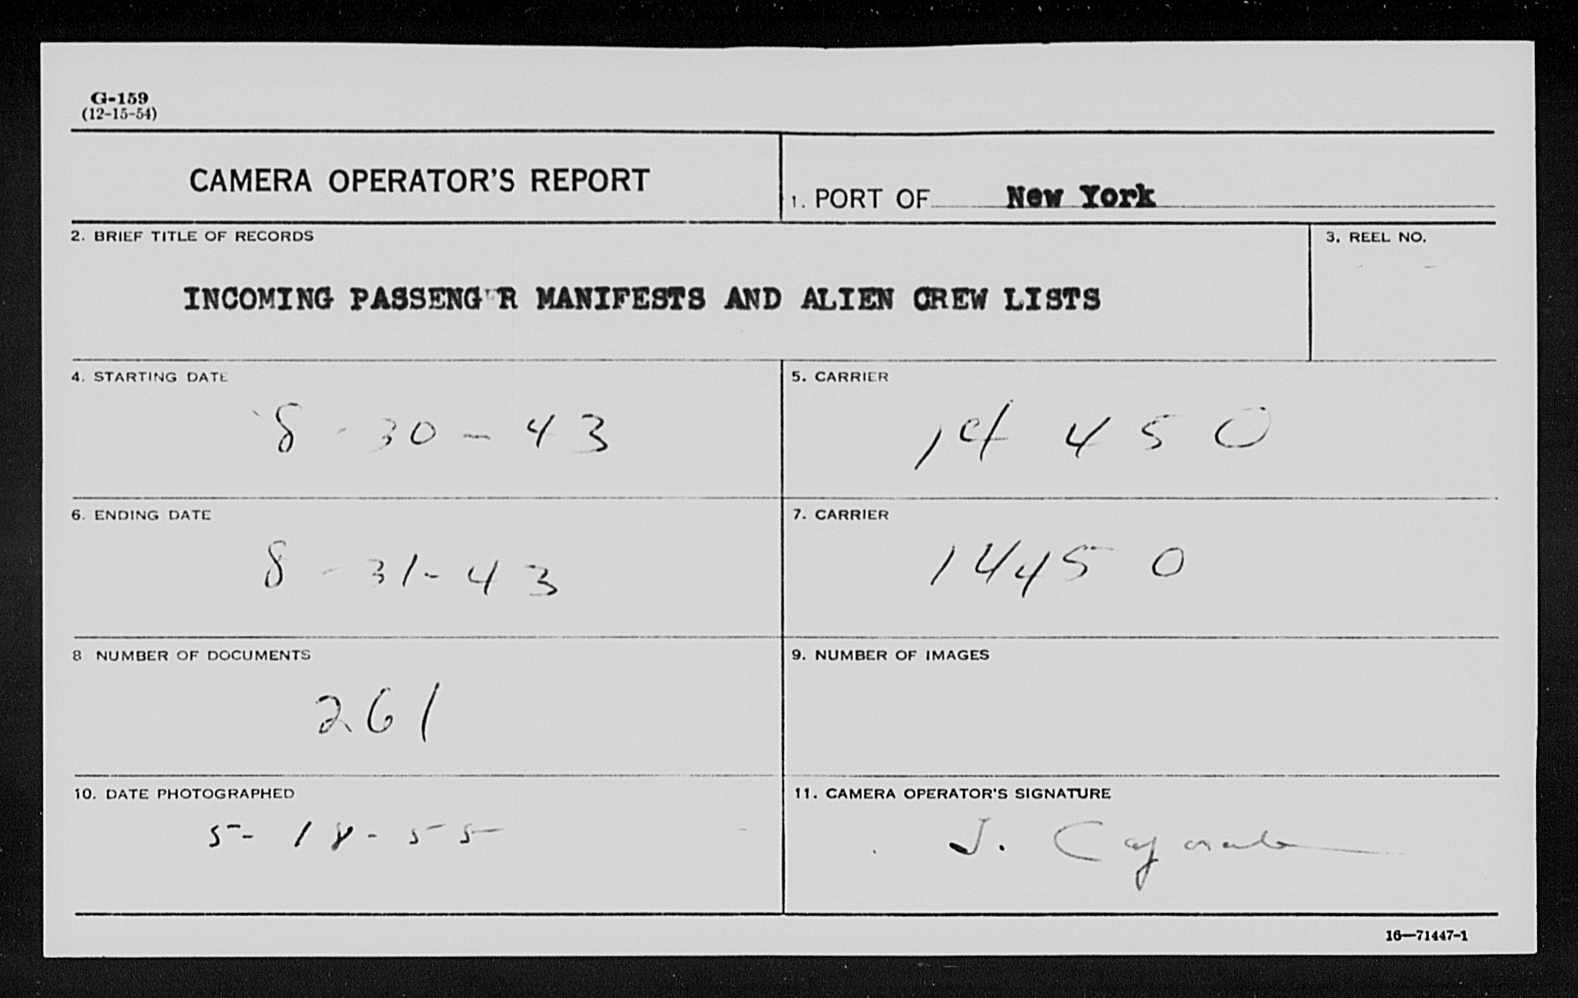 G-159
(12-15-54)
CAMERA OPERATOR'S REPORT
1. PORT OF New York
2. BRIEF TITLE OF RECORDS
3. REEL NO.
INCOMING PASSENGER MANIFESTS AND ALIEN CREW LISTS
4. STARTING DATE
5. CARRIER
8-30-43
14450
6. ENDING DATE
7. CARRIER
8-31-43
14450
8 NUMBER OF DOCUMENTS
9. NUMBER OF IMAGES
261
10. DATE PHOTOGRAPHED
11. CAMERA OPERATOR'S SIGNATURE
5-18-55
J.
16—71447-1